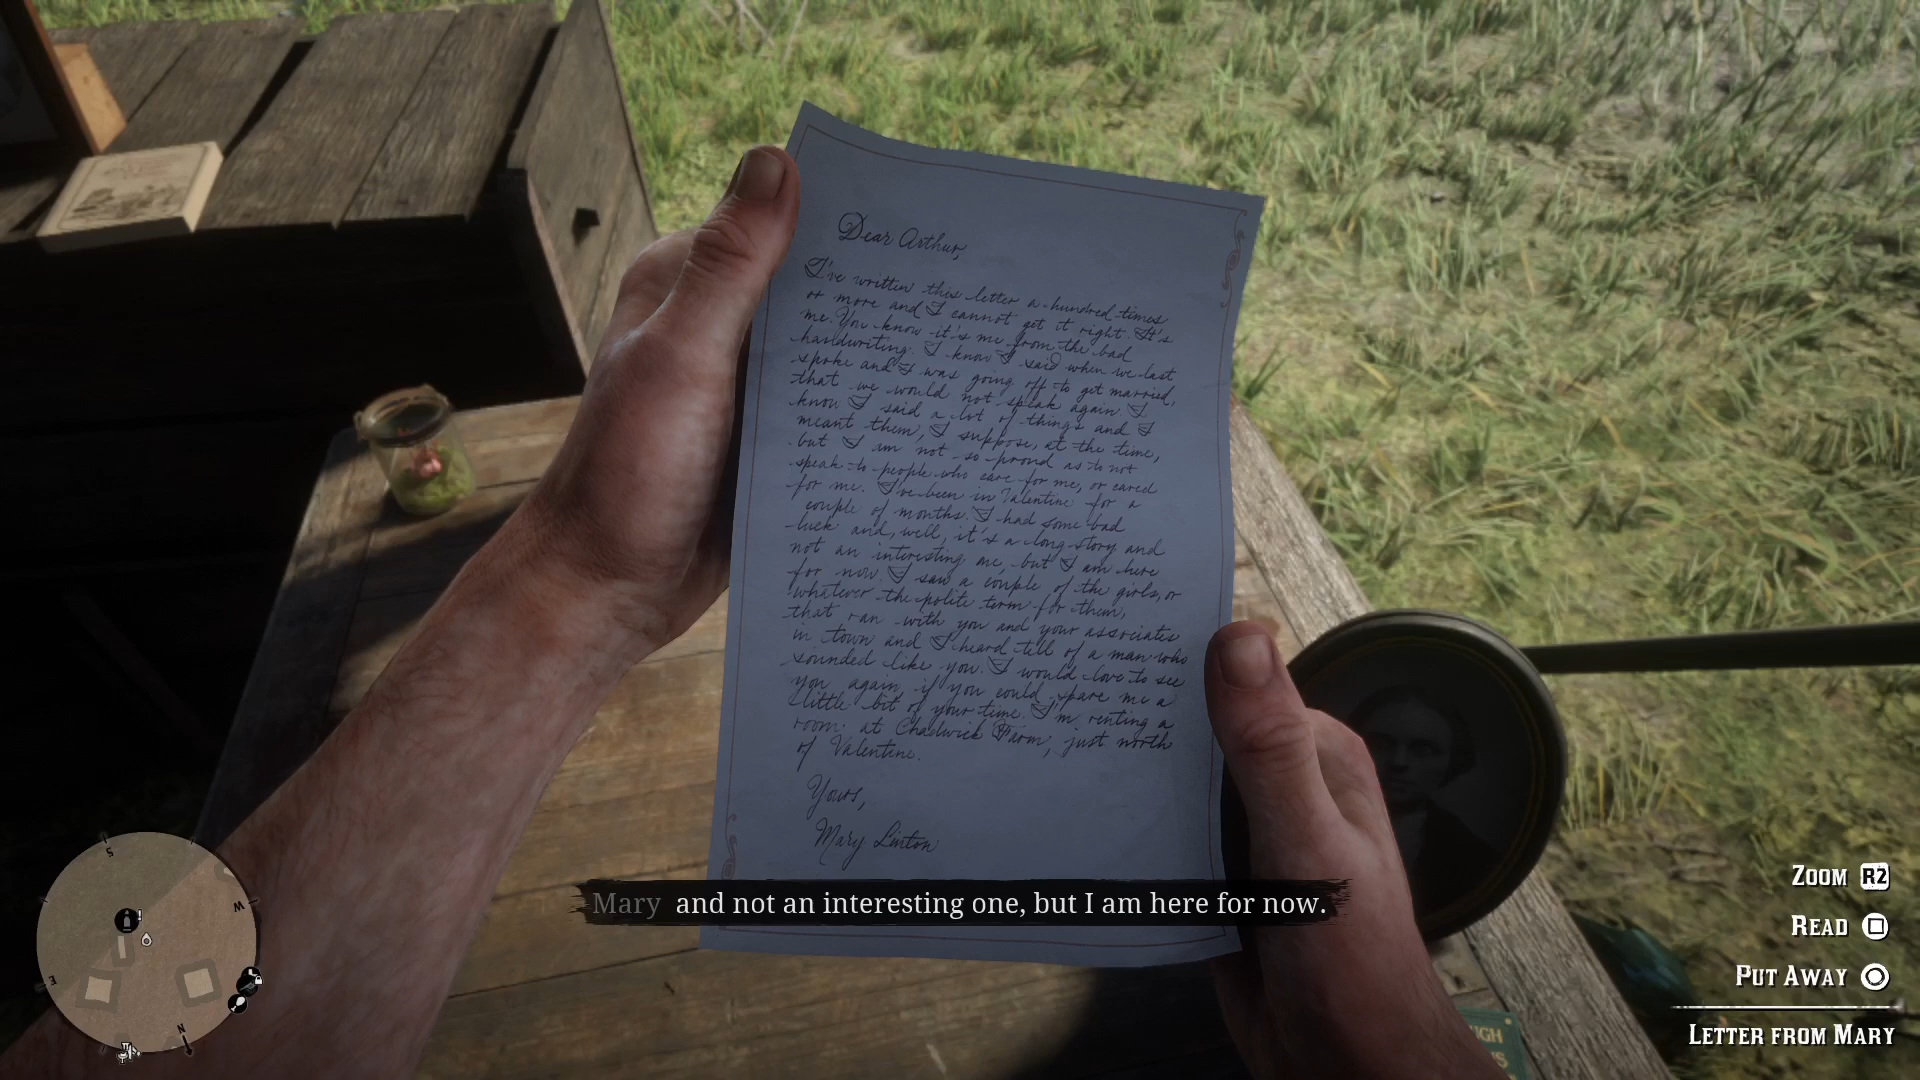 Dear Arthur,
I've written this letter a hundred times
or more and I cannot get it right. It's
me. You know it's me from the bad
handwriting. I know I said when we last
spoke and I was going off to get married,
that we would not speak again. I
know I said a lot of things and I
meant them, I suppose, at the time,
but I am not so proud as to not
speak to people who care for me, or cared
for me. I've been in Valentine for a
couple of months. I had some bad
luck and, well, it's a long story and
not an interesting one, but I am here
for now. I saw a couple of the girls, or
whatever the polite term for them,
that ran with you and your associates
in town and I heard tell of a man who
sounded like you. I would love to see
you again if you could spare me a
little bit of your time. I'm renting a
room at Chadwick Farm, just north
of Valentine.
Yours,
Mary Linton
Mary and not an interesting one, but I am here for now.
S
W
E
N
ZOOM R2
READ
PUT AWAY
LETTER FROM MARY